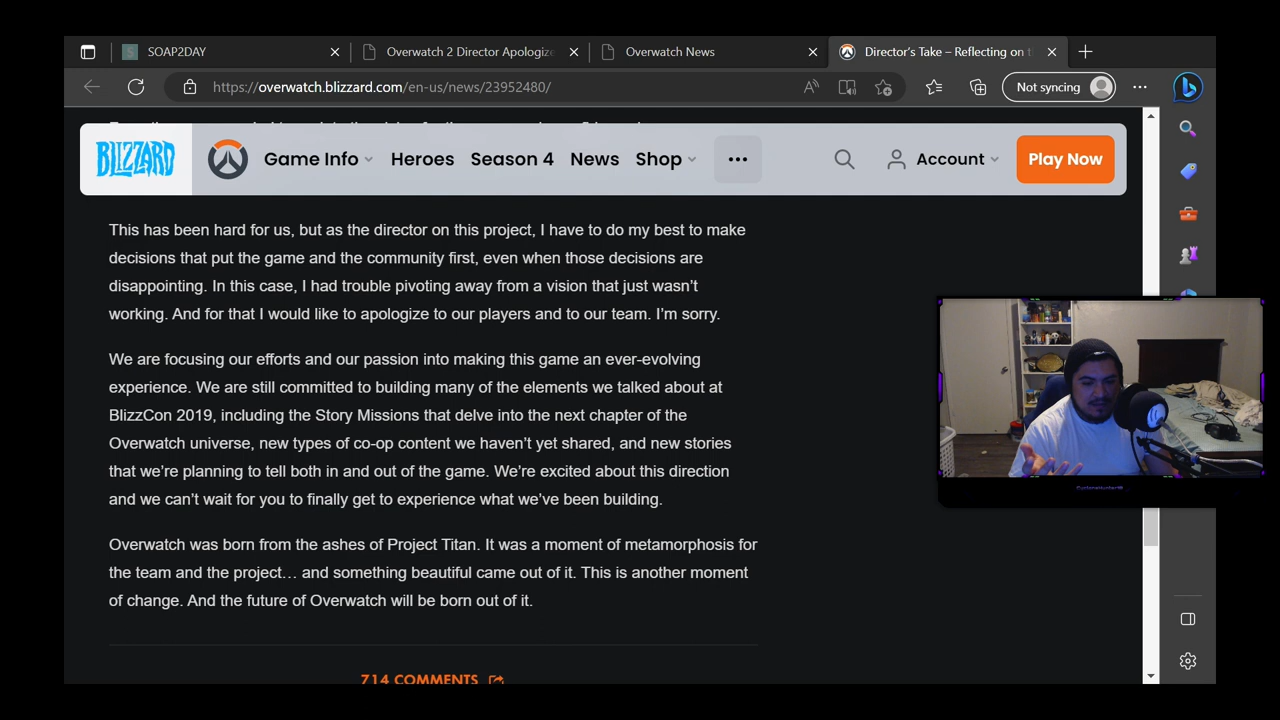 SOAP2DAY
Overwatch 2 Director Apologize
Overwatch News
Director's Take – Reflecting on t
https://overwatch.blizzard.com/en-us/news/23952480/
Not syncing
BLIZZARD
Game Info
Heroes
Season 4
News
Shop
Account
Play Now
This has been hard for us, but as the director on this project, I have to do my best to make
decisions that put the game and the community first, even when those decisions are
disappointing. In this case, I had trouble pivoting away from a vision that just wasn't
working. And for that I would like to apologize to our players and to our team. I'm sorry.
We are focusing our efforts and our passion into making this game an ever-evolving
experience. We are still committed to building many of the elements we talked about at
BlizzCon 2019, including the Story Missions that delve into the next chapter of the
Overwatch universe, new types of co-op content we haven't yet shared, and new stories
that we're planning to tell both in and out of the game. We're excited about this direction
and we can't wait for you to finally get to experience what we've been building.
Overwatch was born from the ashes of Project Titan. It was a moment of metamorphosis for
the team and the project… and something beautiful came out of it. This is another moment
of change. And the future of Overwatch will be born out of it.
714 COMMENTS